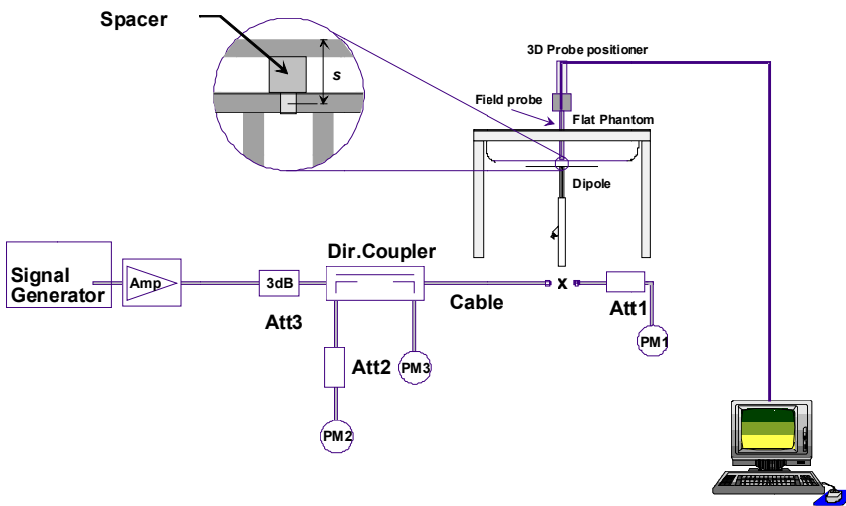 Spacer
s
3D Probe positioner
Field probe
Flat Phantom
Dipole
Dir.Coupler
Signal
Generator
Amp
3dB
Att3
Cable
x
Att1
PM1
Att2
PM3
PM2